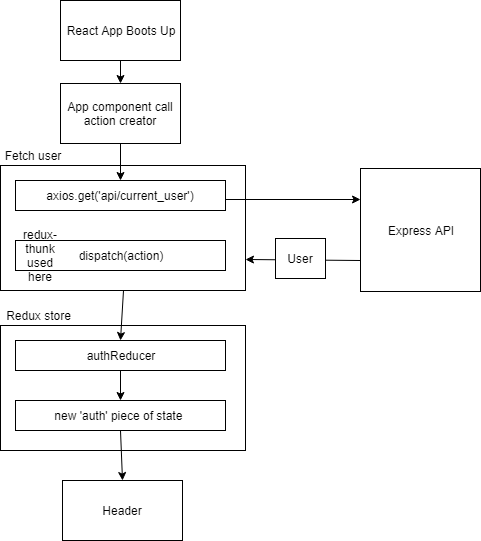 React App Boots Up
App component call
action creator
Fetch user
axios.get('api/current_user')
Express API
redux-
thunk
used
here
dispatch(action)
User
Redux store
authReducer
new 'auth' piece of state
Header